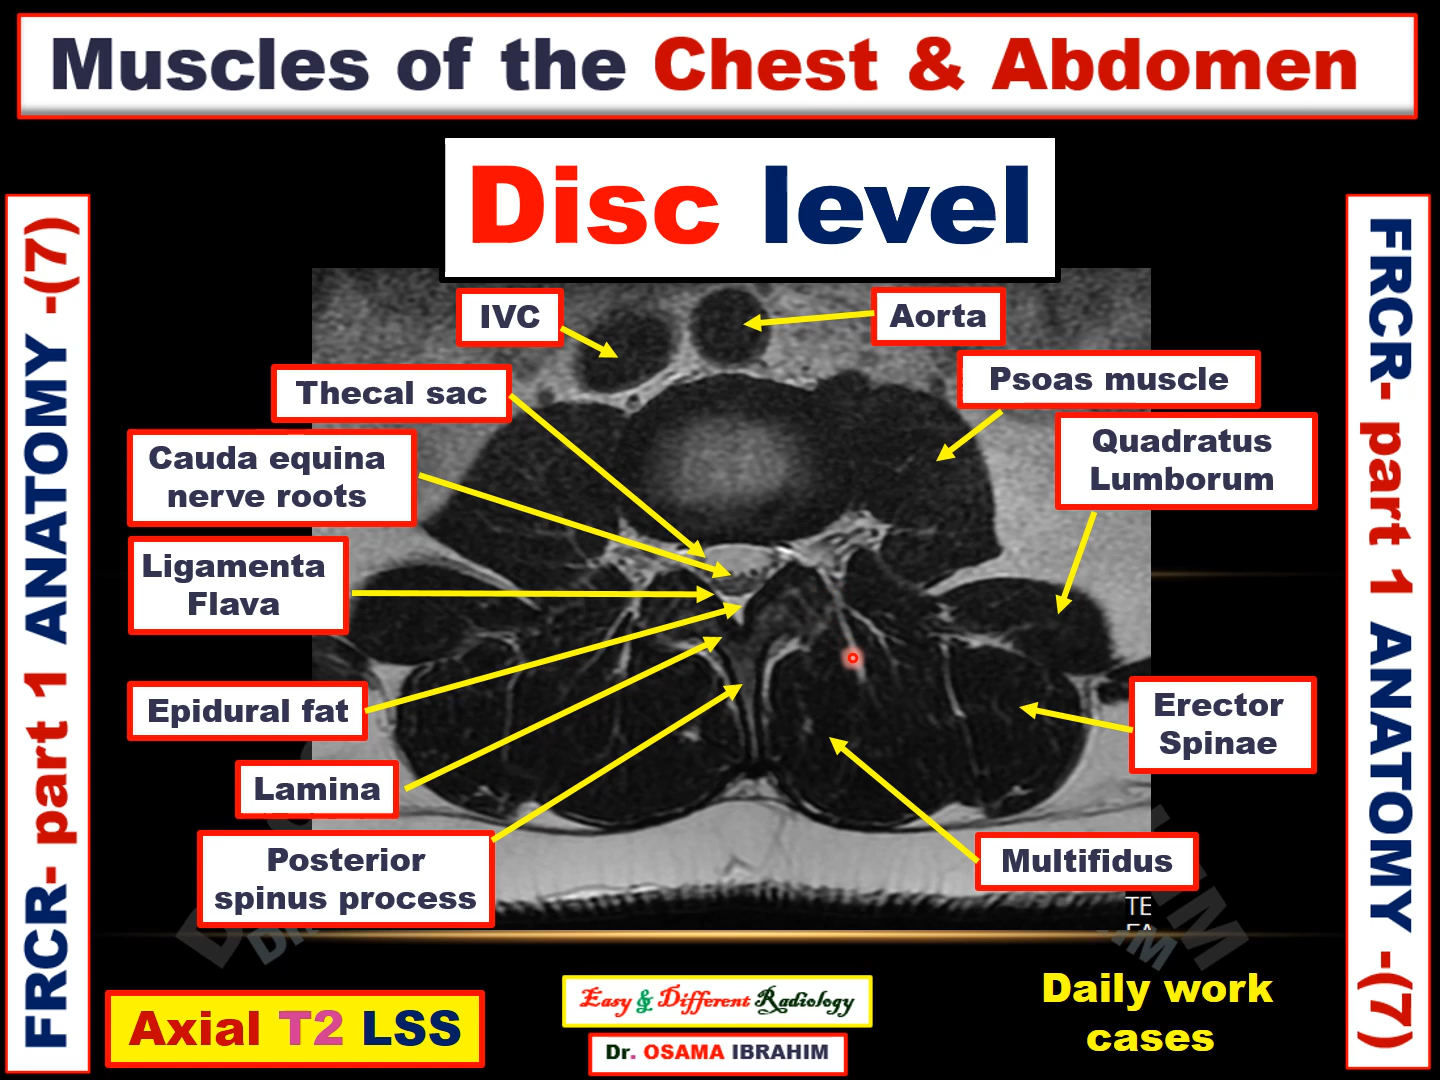 Muscles of the Chest & Abdomen
Disc level
FRCR- part 1 ANATOMY -(7)
FRCR- part 1 ANATOMY -(7)
IVC
Aorta
Thecal sac
Psoas muscle
Cauda equina
nerve roots
Quadratus
Lumborum
Ligamenta
Flava
Epidural fat
Erector
Spinae
Lamina
Posterior
spinus process
Multifidus
TE
Axial T2 LSS
Easy & Different Radiology
Dr. OSAMA IBRAHIM
Daily work
cases